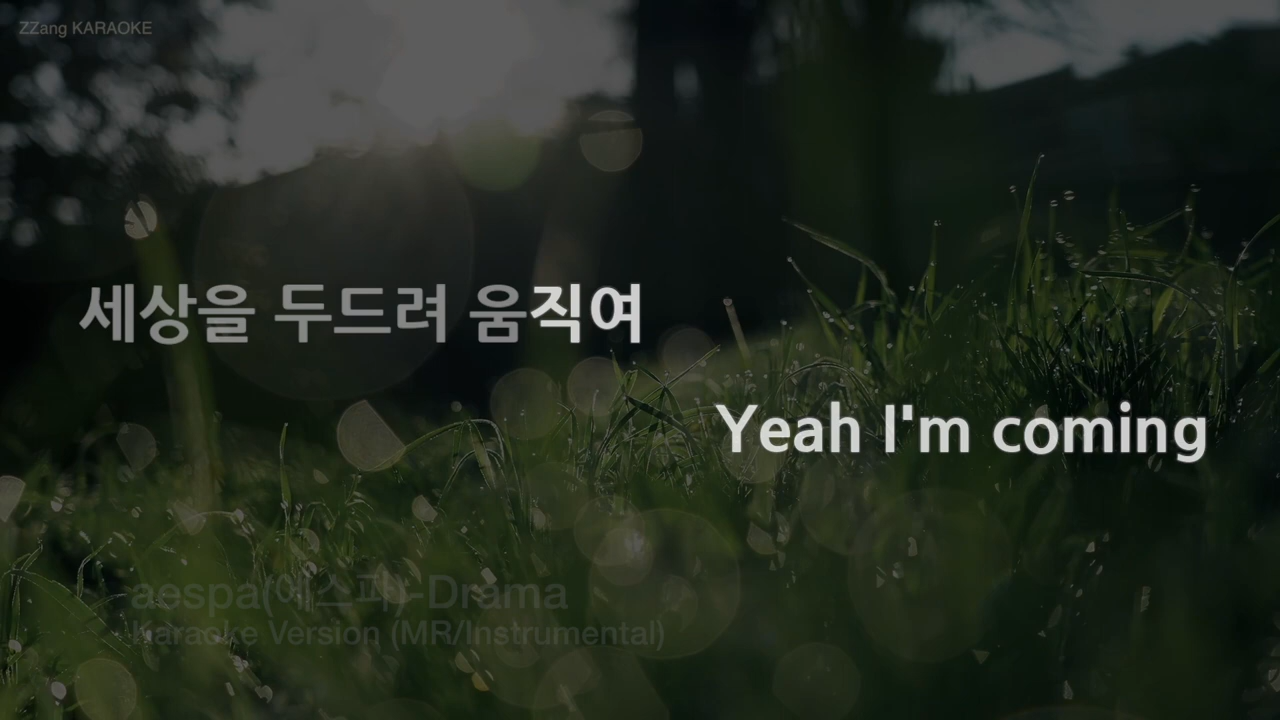 ZZang KARAOKE
세상을 두드려 움직여
Yeah I'm coming
aespa(에스파)-Drama
Karaoke Version (MR/Instrumental)